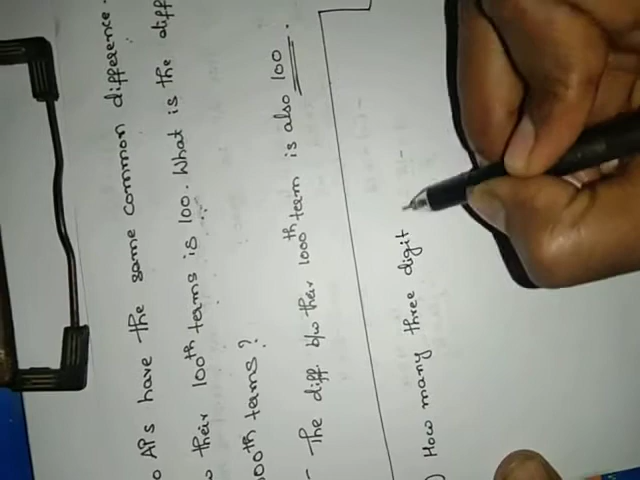 o APs have the same common difference.
w their 100th terms is 100. What is the diff
00th terms?
- The diff b/w their 1000th term is also 100.
) How many three digit